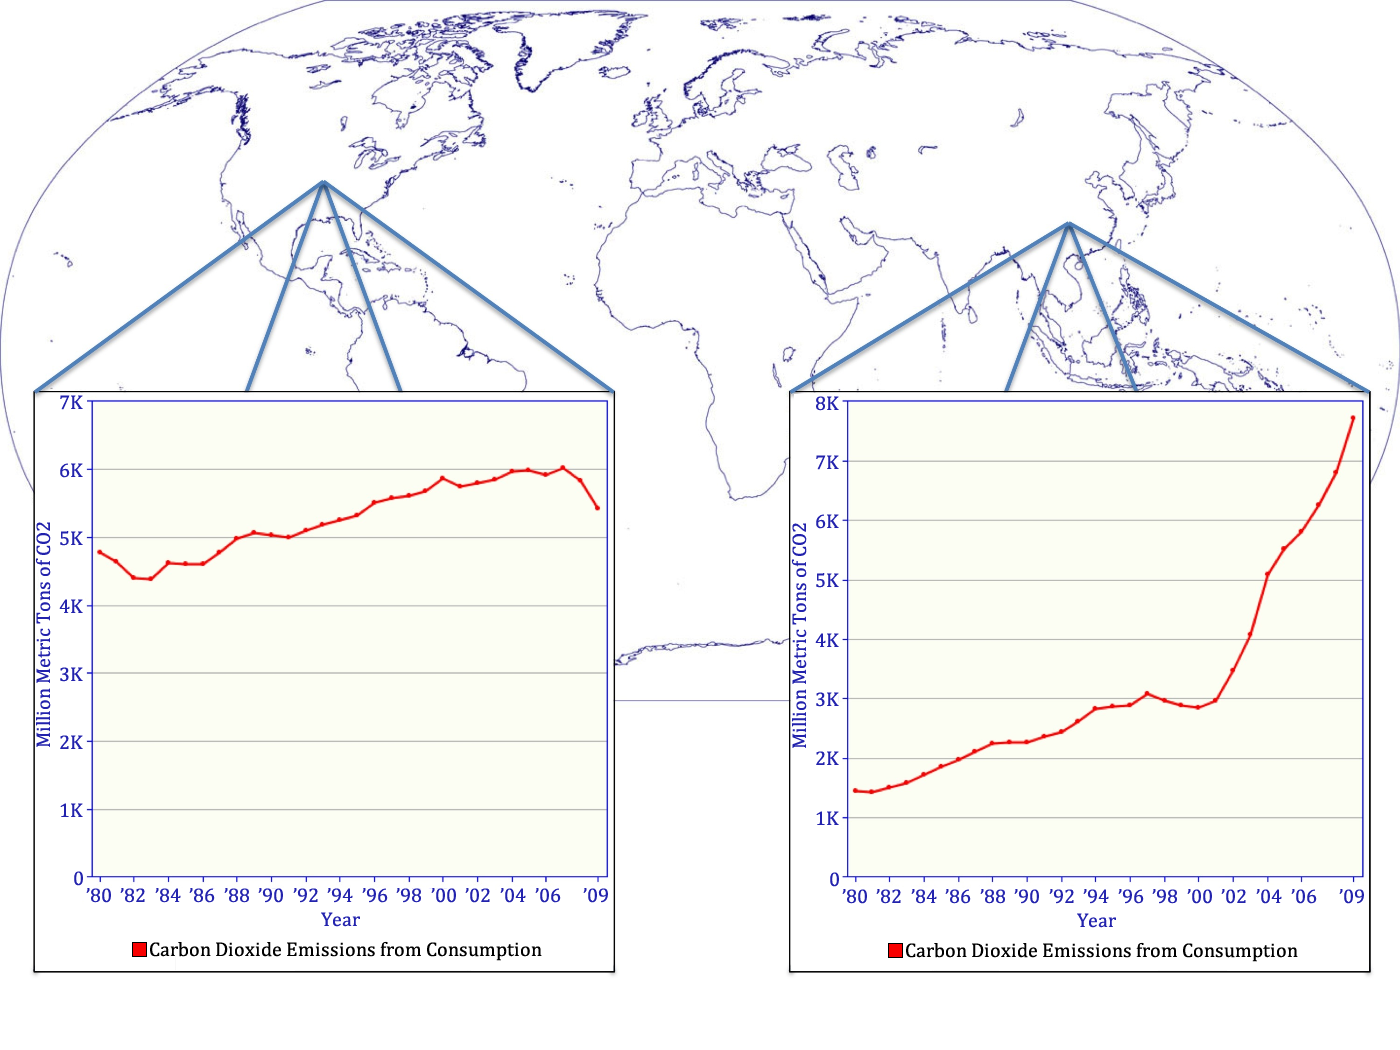 7K
6K
5K
4K
3K
2K
1K
0
Million Metric Tons of CO2
’80 ’82 ’84 ’86 ’88 ’90 ’92 ’94 ’96 ’98 ’00 ’02 ’04 ’06 ’09
Year
Carbon Dioxide Emissions from Consumption
8K
7K
6K
5K
4K
3K
2K
1K
0
Million Metric Tons of CO2
’80 ’82 ’84 ’86 ’88 ’90 ’92 ’94 ’96 ’98 ’00 ’02 ’04 ’06 ’09
Year
Carbon Dioxide Emissions from Consumption